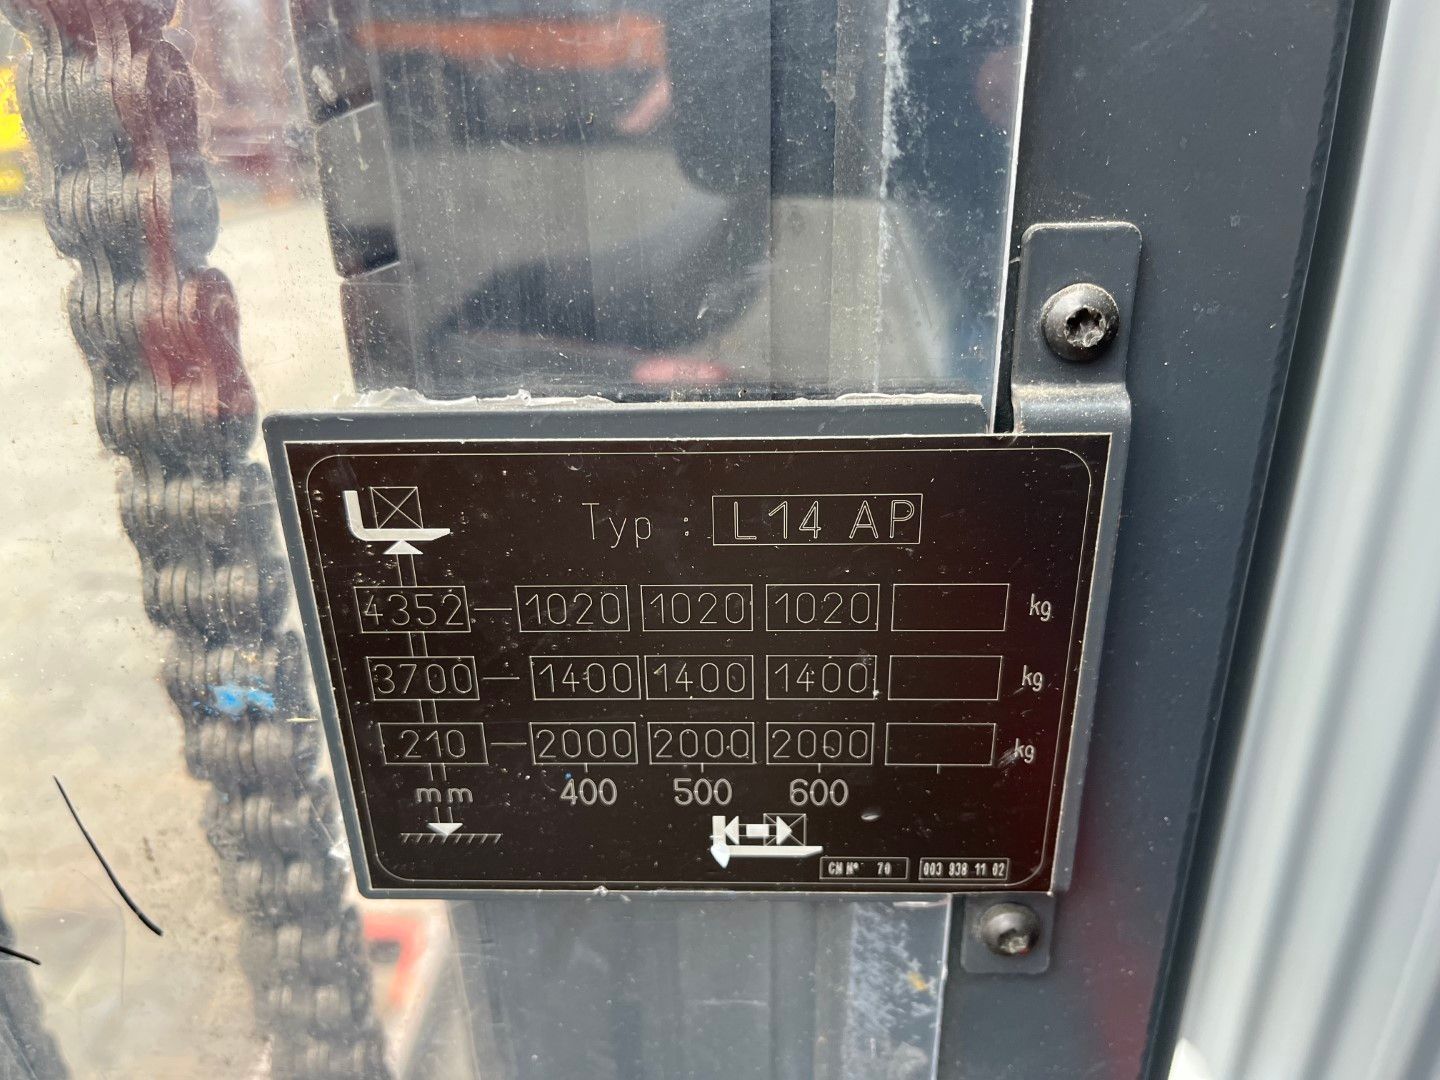 Typ : L14 AP
4352 1020 1020 1020 kg
3700 1400 1400 1400 kg
210 2000 2000 2000 kg
mm 400 500 600
CN N° 70 003 938 11 02